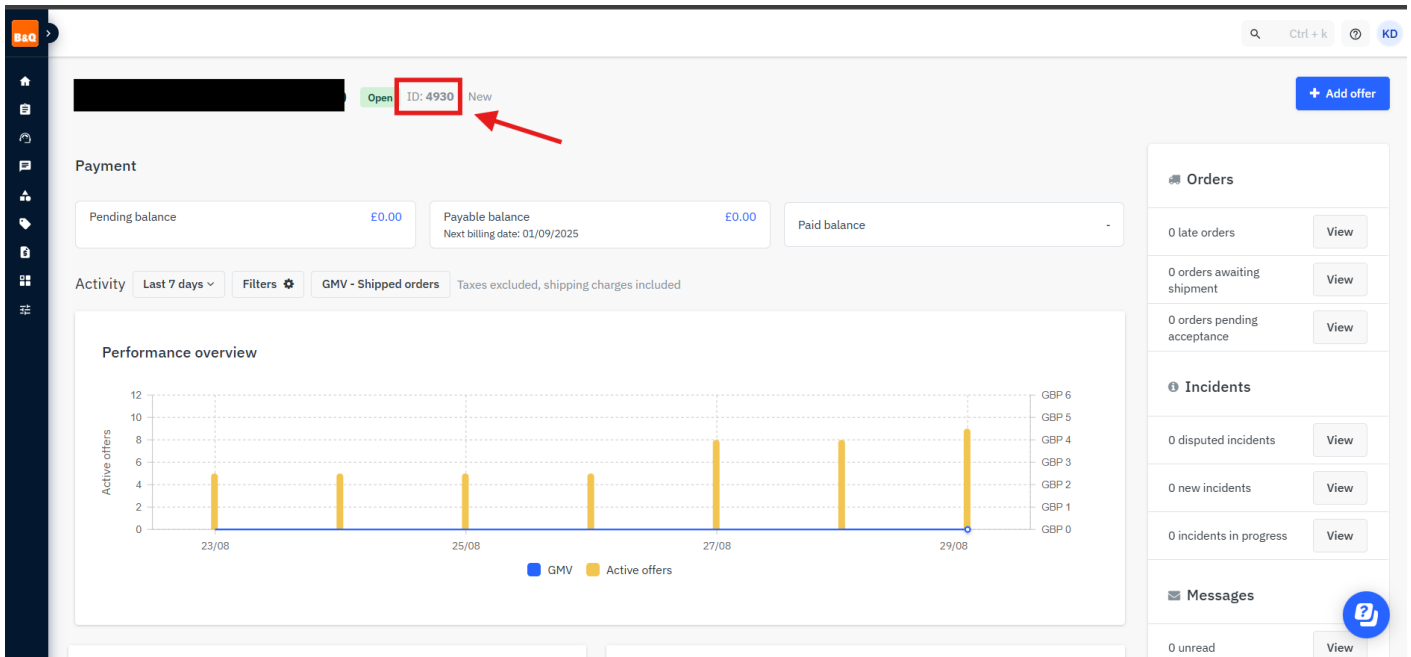 B&Q
Ctrl + k
KD
Open ID: 4930 New
+ Add offer
Payment
Pending balance £0.00
Payable balance £0.00
Next billing date: 01/09/2025
Paid balance -
Activity Last 7 days Filters GMV - Shipped orders Taxes excluded, shipping charges included
Performance overview
Active offers
12 GBP 6
10 GBP 5
8 GBP 4
6 GBP 3
4 GBP 2
2 GBP 1
0 GBP 0
23/08 25/08 27/08 29/08
GMV Active offers
Orders
0 late orders View
0 orders awaiting
shipment View
0 orders pending
acceptance View
Incidents
0 disputed incidents View
0 new incidents View
0 incidents in progress View
Messages
0 unread View